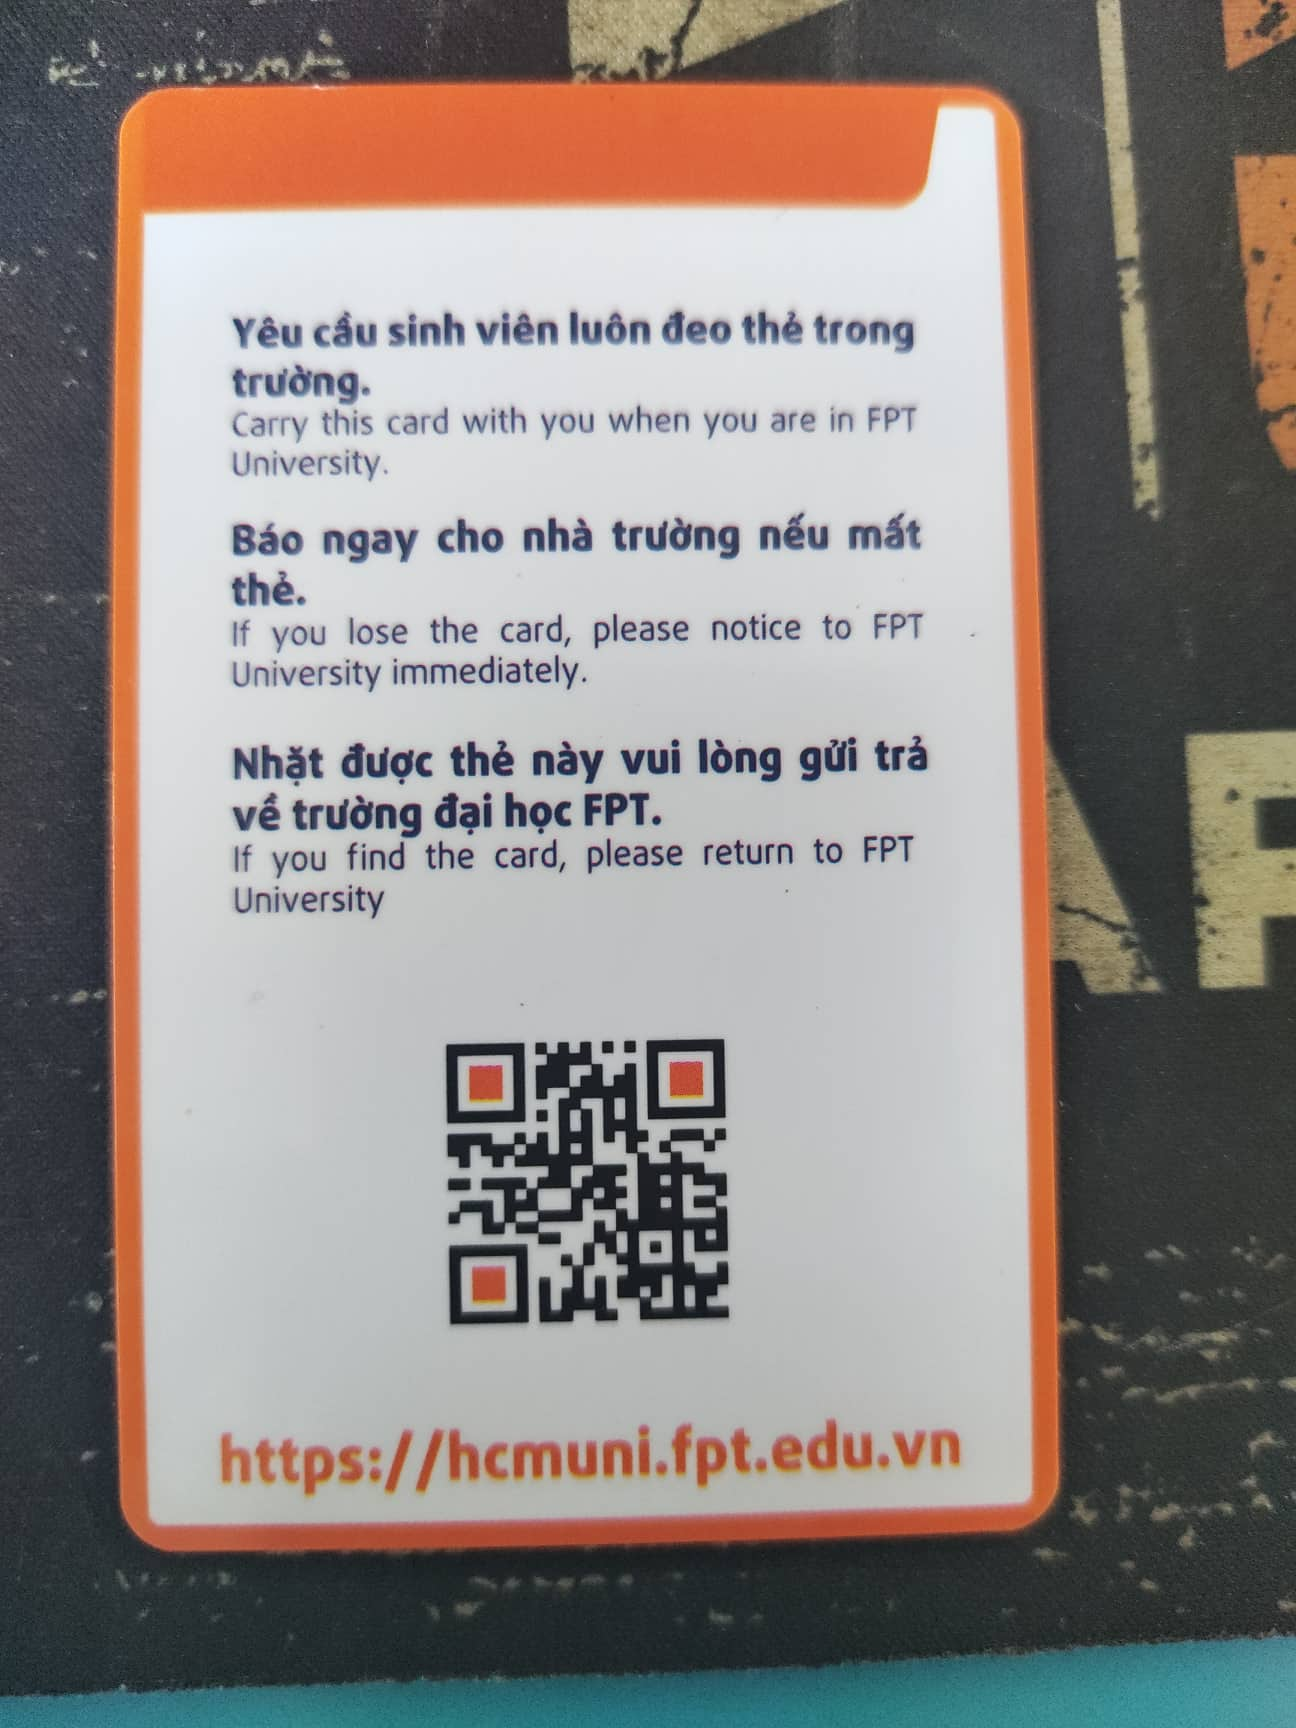 Yêu cầu sinh viên luôn đeo thẻ trong
trường.
Carry this card with you when you are in FPT
University.
Báo ngay cho nhà trường nếu mất
thẻ.
If you lose the card, please notice to FPT
University immediately.
Nhặt được thẻ này vui lòng gửi trả
về trường đại học FPT.
If you find the card, please return to FPT
University
https://hcmuni.fpt.edu.vn